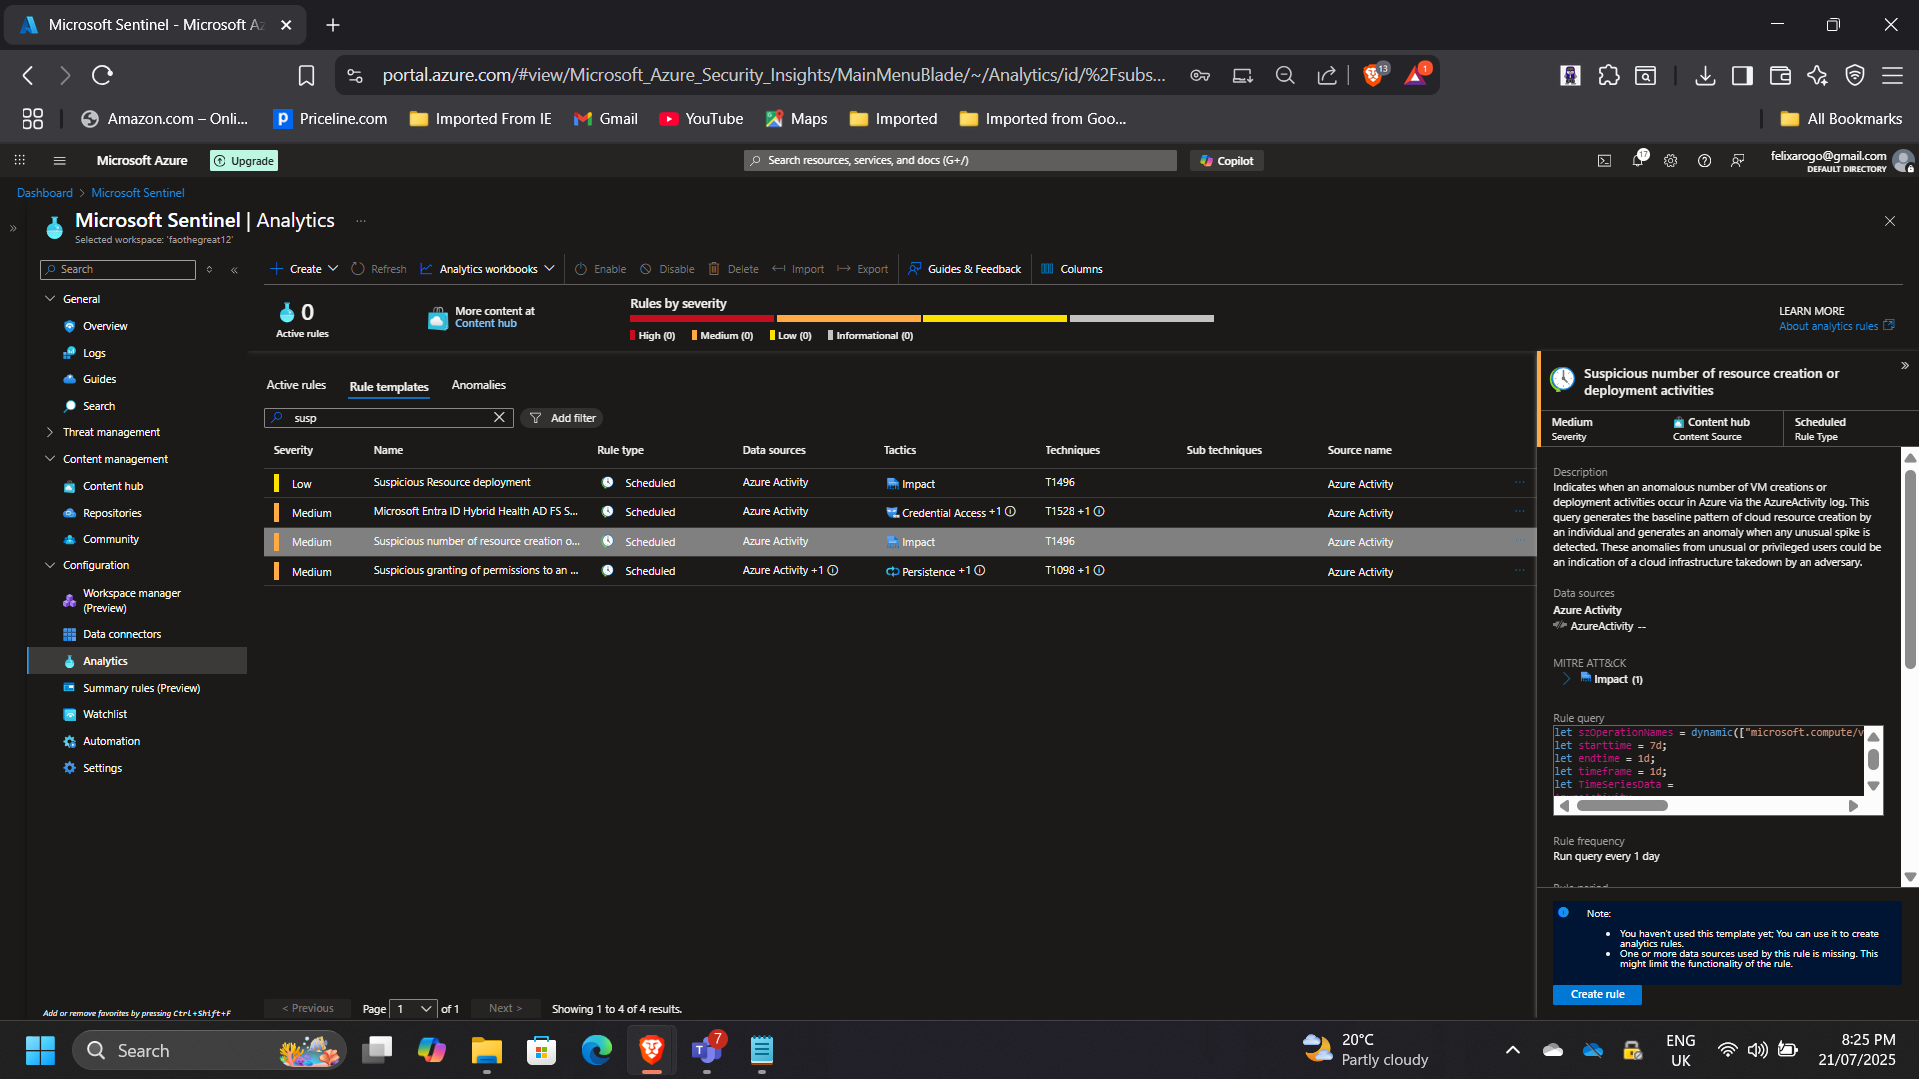 Microsoft Sentinel - Microsoft Az
portal.azure.com/#view/Microsoft_Azure_Security_Insights/MainMenuBlade/~/Analytics/id/%2Fsubs...
13
1
Amazon.com – Onli...
Priceline.com
Imported From IE
Gmail
YouTube
Maps
Imported
Imported from Goo...
All Bookmarks
Microsoft Azure
Upgrade
Search resources, services, and docs (G+/)
Copilot
17
felixarogo@gmail.com
DEFAULT DIRECTORY
Dashboard > Microsoft Sentinel
Microsoft Sentinel | Analytics ...
Selected workspace: 'faothegreat12'
Search
Create
Refresh
Analytics workbooks
Enable
Disable
Delete
Import
Export
Guides & Feedback
Columns
General
Overview
Logs
Guides
Search
Threat management
Content management
Content hub
Repositories
Community
Configuration
Workspace manager
(Preview)
Data connectors
Analytics
Summary rules (Preview)
Watchlist
Automation
Settings
Add or remove favorites by pressing Ctrl+Shift+F
0
Active rules
More content at
Content hub
Rules by severity
High (0)
Medium (0)
Low (0)
Informational (0)
LEARN MORE
About analytics rules
Active rules
Rule templates
Anomalies
susp
Add filter
Severity Name Rule type Data sources Tactics Techniques Sub techniques Source name
Low Suspicious Resource deployment Scheduled Azure Activity Impact T1496 Azure Activity ...
Medium Microsoft Entra ID Hybrid Health AD FS S... Scheduled Azure Activity Credential Access +1 T1528 +1 Azure Activity ...
Medium Suspicious number of resource creation o... Scheduled Azure Activity Impact T1496 Azure Activity ...
Medium Suspicious granting of permissions to an ... Scheduled Azure Activity +1 Persistence +1 T1098 +1 Azure Activity ...
< Previous
Page 1 of 1
Next >
Showing 1 to 4 of 4 results.
Suspicious number of resource creation or
deployment activities
Medium
Severity
Content hub
Content Source
Scheduled
Rule Type
Description
Indicates when an anomalous number of VM creations or
deployment activities occur in Azure via the AzureActivity log. This
query generates the baseline pattern of cloud resource creation by
an individual and generates an anomaly when any unusual spike is
detected. These anomalies from unusual or privileged users could be
an indication of a cloud infrastructure takedown by an adversary.
Data sources
Azure Activity
AzureActivity --
MITRE ATT&CK
Impact (1)
Rule query
let szOperationNames = dynamic(["microsoft.compute/v
let starttime = 7d;
let endtime = 1d;
let timeframe = 1d;
let TimeSeriesData =
Rule frequency
Run query every 1 day
Rule period
Note:
• You haven't used this template yet; You can use it to create
analytics rules.
• One or more data sources used by this rule is missing. This
might limit the functionality of the rule.
Create rule
Search
7
20°C
Partly cloudy
ENG
UK
8:25 PM
21/07/2025